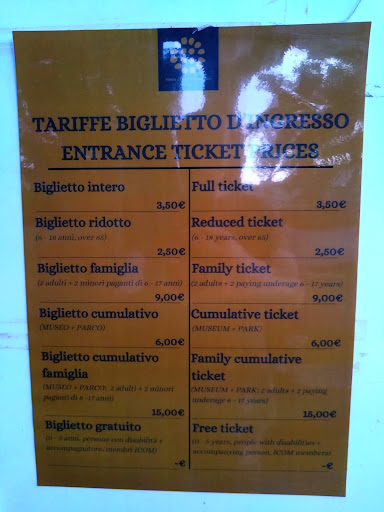 TARIFFE BIGLIETTO D'INGRESSO
ENTRANCE TICKET PRICES
Biglietto intero
3,50€
Biglietto ridotto
(6 - 18 anni, over 65)
2,50€
Biglietto famiglia
(2 adulti + 2 minori paganti di 6 - 17 anni)
9,00€
Biglietto cumulativo
(MUSEO + PARCO)
6,00€
Biglietto cumulativo
famiglia
(MUSEO + PARCO; 2 adulti + 2 minori
paganti di 6 -17 anni)
15,00€
Biglietto gratuito
(0 - 5 anni, persone con disabilità +
accompagnatore, membri ICOM)
-€
Full ticket
3,50€
Reduced ticket
(6 - 18 years, over 65)
2,50€
Family ticket
(2 adults + 2 paying underage 6 - 17 years)
9,00€
Cumulative ticket
(MUSEUM + PARK)
6,00€
Family cumulative
ticket
(MUSEUM + PARK; 2 adults + 2 paying
underage 6 - 17 years)
15,00€
Free ticket
(0 - 5 years, people with disabilities +
accompanying person, ICOM members)
-€